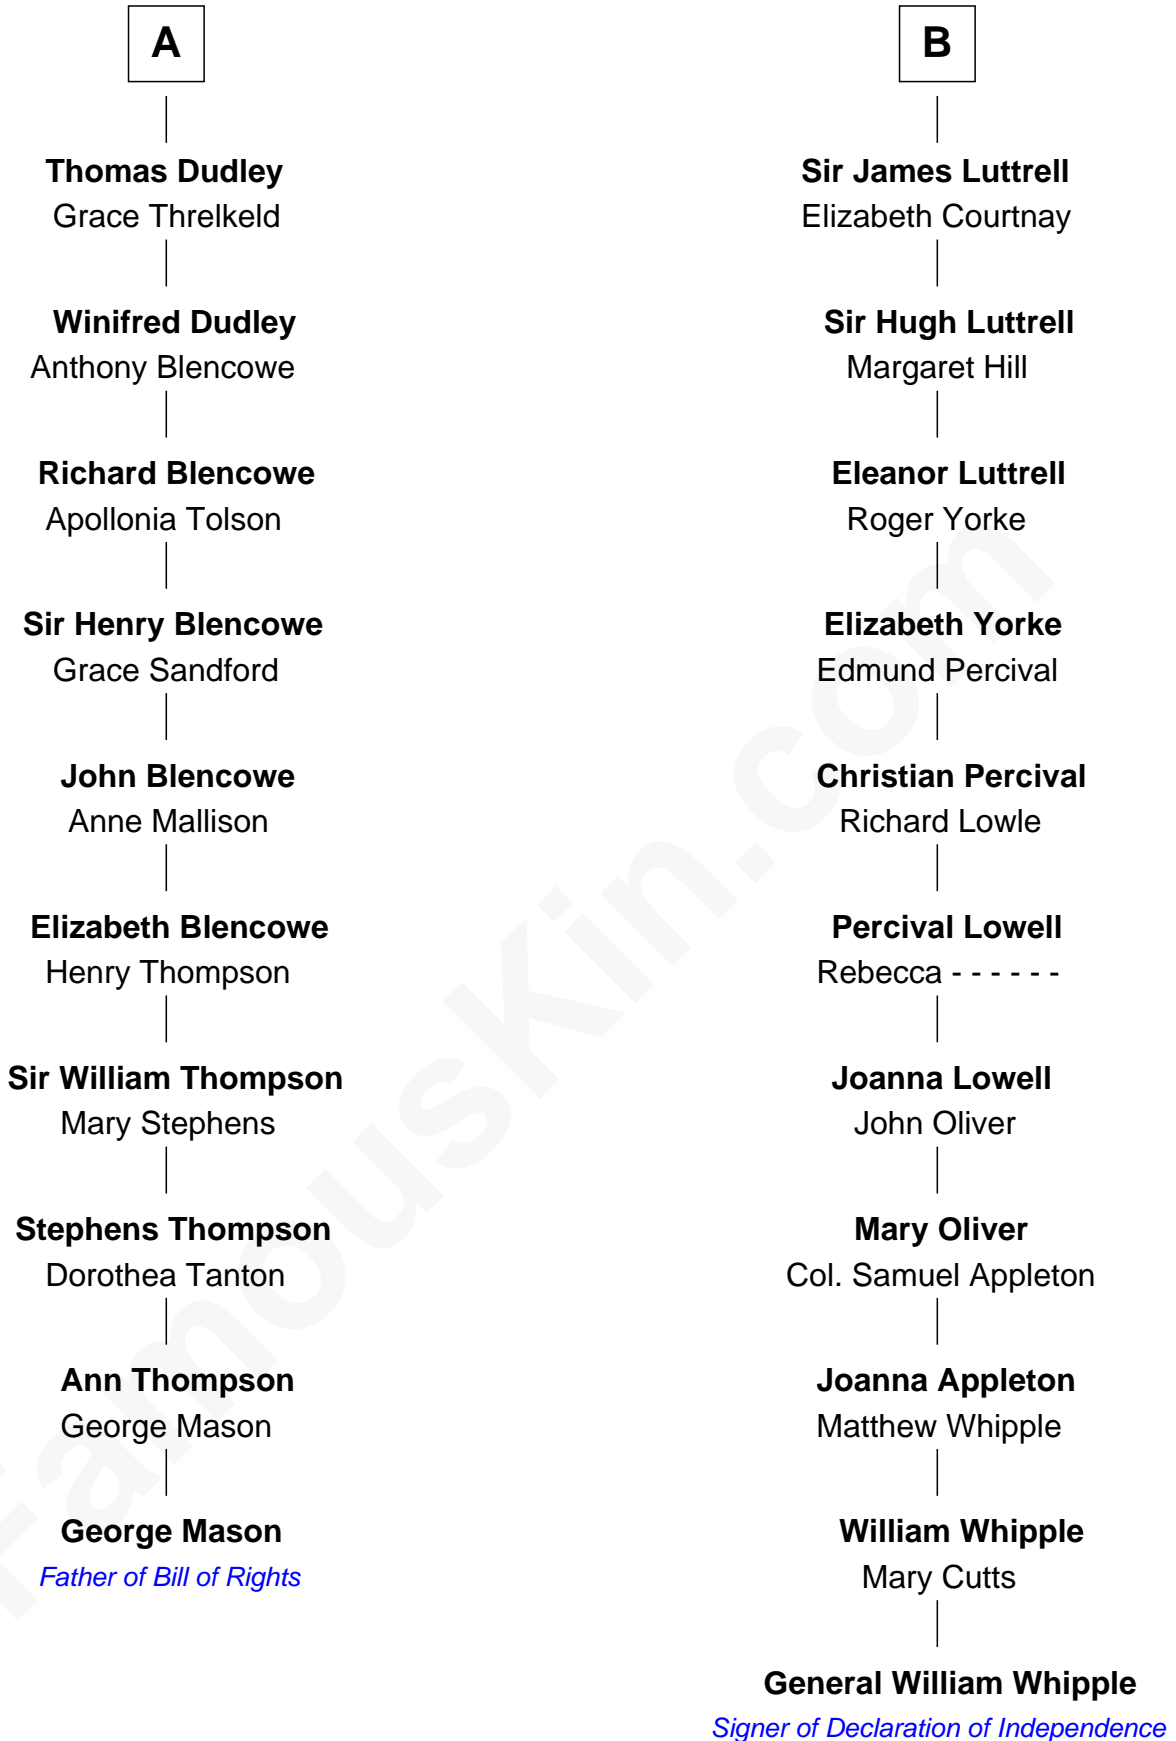 A
Thomas Dudley
Grace Threlkeld
Winifred Dudley
Anthony Blencowe
Richard Blencowe
Apollonia Tolson
Sir Henry Blencowe
Grace Sandford
John Blencowe
Anne Mallison
Elizabeth Blencowe
Henry Thompson
Sir William Thompson
Mary Stephens
Stephens Thompson
Dorothea Tanton
Ann Thompson
George Mason
George Mason
Father of Bill of Rights
B
Sir James Luttrell
Elizabeth Courtnay
Sir Hugh Luttrell
Margaret Hill
Eleanor Luttrell
Roger Yorke
Elizabeth Yorke
Edmund Percival
Christian Percival
Richard Lowle
Percival Lowell
Rebecca - - - - - -
Joanna Lowell
John Oliver
Mary Oliver
Col. Samuel Appleton
Joanna Appleton
Matthew Whipple
William Whipple
Mary Cutts
General William Whipple
Signer of Declaration of Independence
FamousKin.com